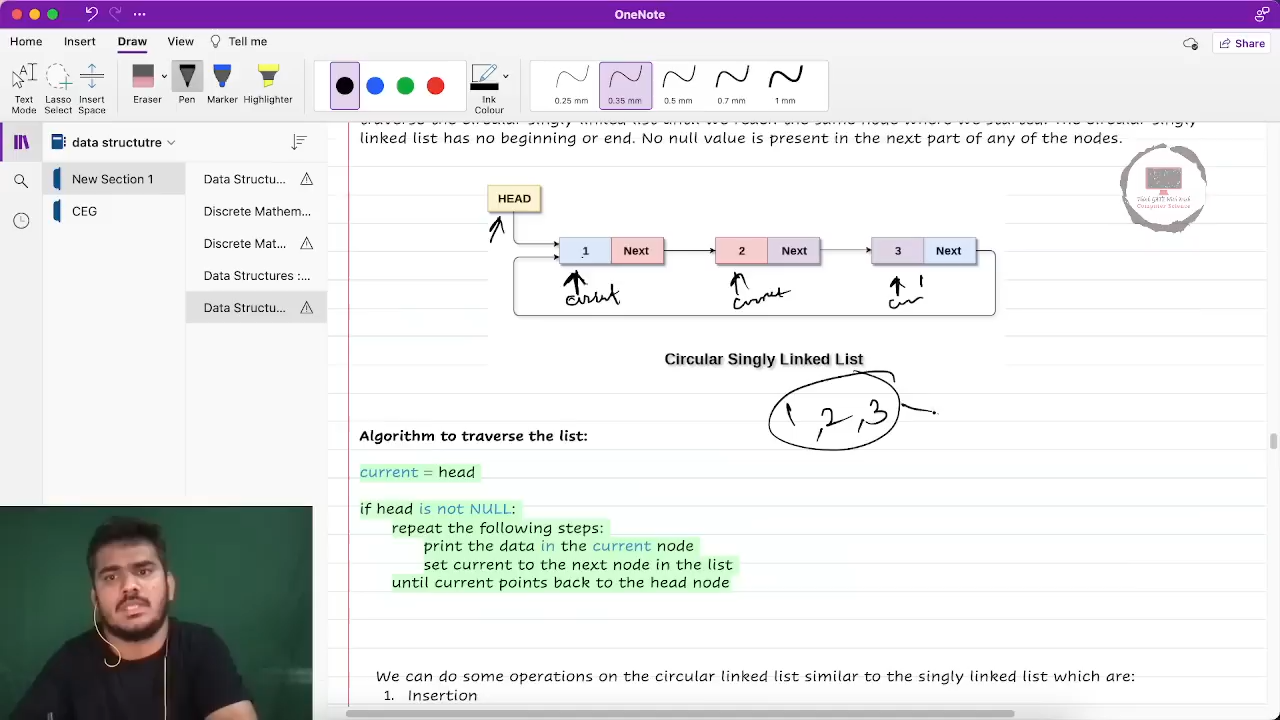 OneNote
Home Insert Draw View Tell me
Share
Text Mode
Lasso Select
Insert Space
Eraser
Pen
Marker
Highlighter
Ink Colour
0.25 mm
0.35 mm
0.5 mm
0.7 mm
1 mm
data structutre
New Section 1
CEG
Data Structu...
Discrete Mathem...
Discrete Mat...
Data Structures :...
Data Structu...
linked list has no beginning or end. No null value is present in the next part of any of the nodes.
HEAD
1 Next 2 Next 3 Next
current current curr
Circular Singly Linked List
1, 2, 3
Algorithm to traverse the list:
current = head
if head is not NULL:
repeat the following steps:
print the data in the current node
set current to the next node in the list
until current points back to the head node
We can do some operations on the circular linked list similar to the singly linked list which are:
1. Insertion
Computer Science